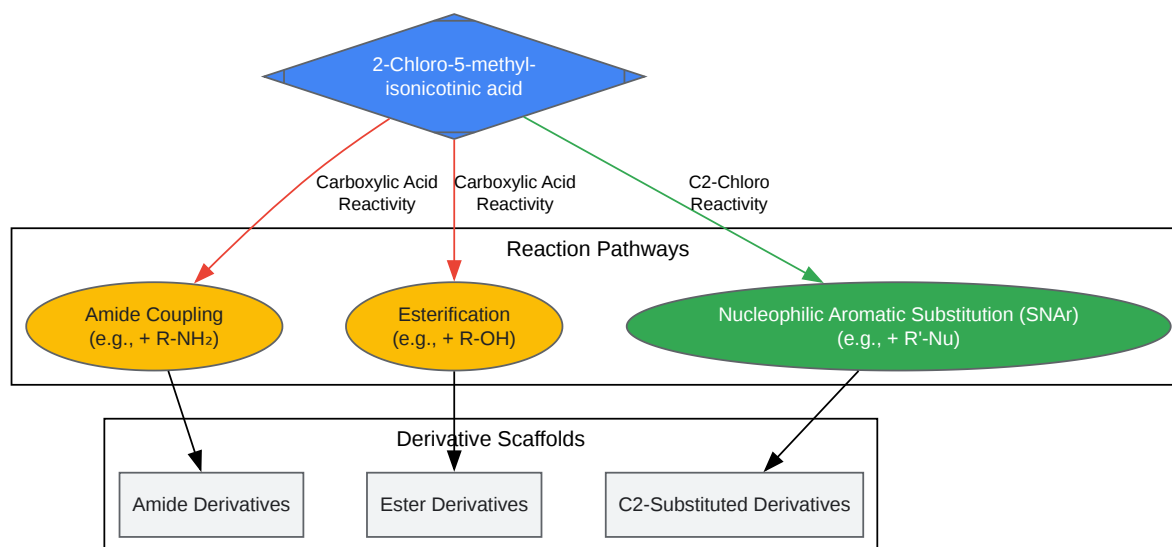 2-Chloro-5-methyl-
isonicotinic acid
Carboxylic Acid
Reactivity
Carboxylic Acid
Reactivity
C2-Chloro
Reactivity
Reaction Pathways
Amide Coupling
(e.g., + R-NH₂)
Esterification
(e.g., + R-OH)
Nucleophilic Aromatic Substitution (SNAr)
(e.g., + R'-Nu)
Derivative Scaffolds
Amide Derivatives
Ester Derivatives
C2-Substituted Derivatives